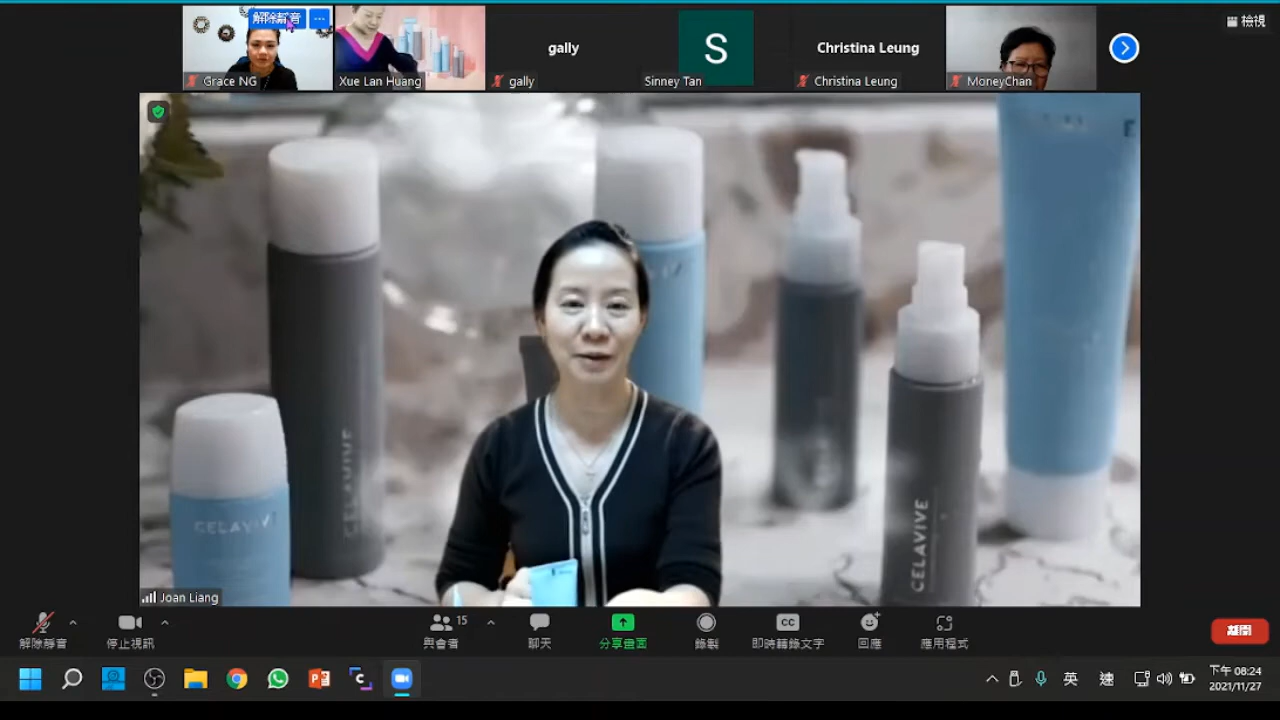 解除靜音
...
檢視
Grace NG
Xue Lan Huang
gally
gally
S
Sinney Tan
Christina Leung
Christina Leung
MoneyChan
CELAVIVE
CELAVIVE
CELAVIVE
Joan Liang
解除靜音
停止視訊
15
與會者
聊天
分享畫面
錄製
CC
即時轉錄文字
回應
應用程式
離開
英
速
下午 08:24
2021/11/27